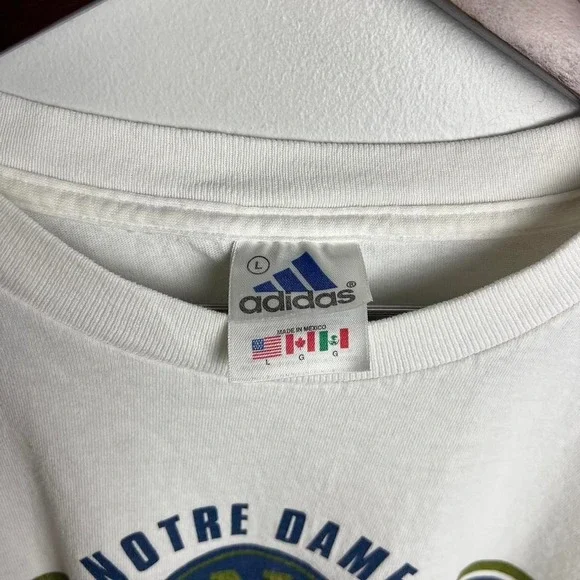 L
adidas®
MADE IN MEXICO
L G G
NOTRE DAME